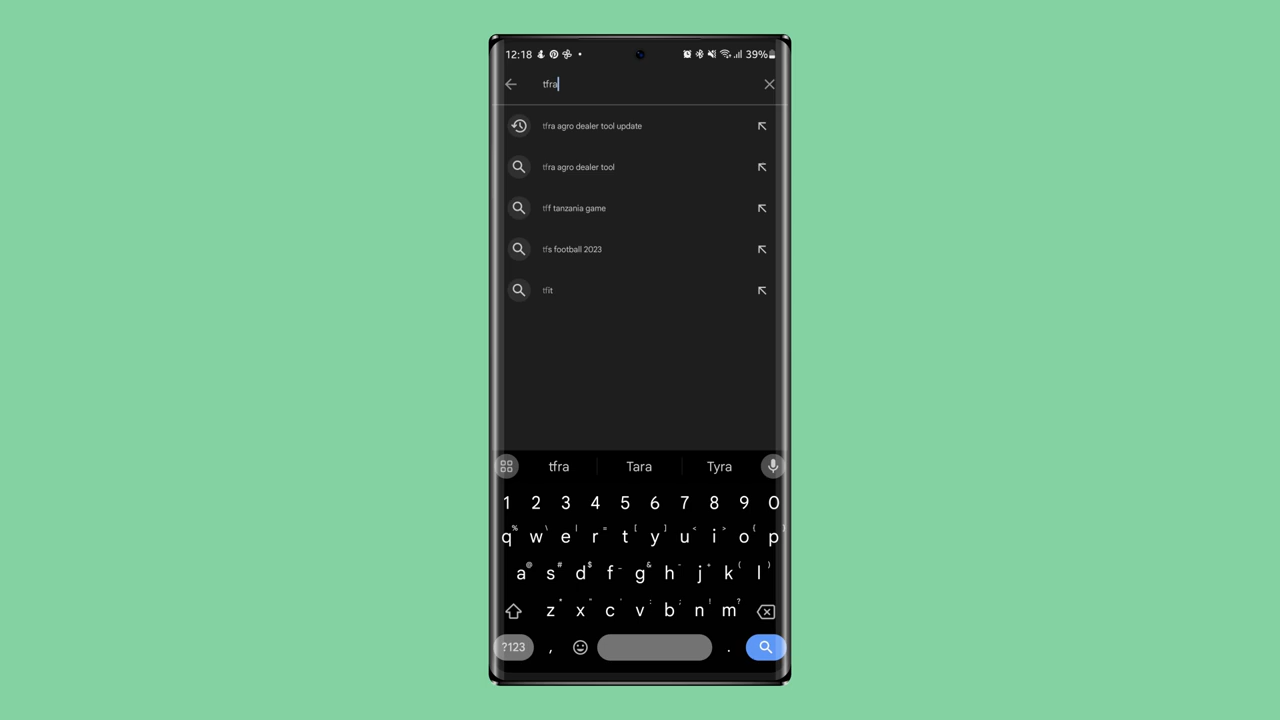 12:18 39%
tfra
tfra agro dealer tool update
tfra agro dealer tool
tff tanzania game
tfs football 2023
tfit
tfra Tara Tyra
1 2 3 4 5 6 7 8 9 0
% \ | = [ ] < > { }
q w e r t y u i o p
@ # $ _ & - + ( )
a s d f g h j k l
* " ' : ; ! ?
z x c v b n m
?123 , .